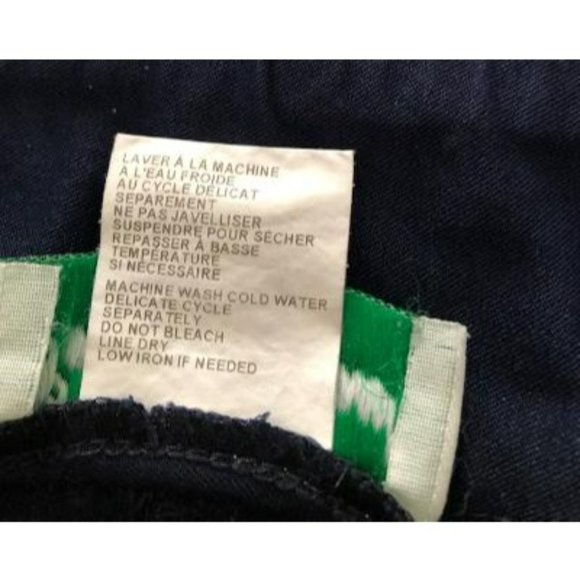 LAVER À LA MACHINE
A L'EAU FROIDE
AU CYCLE DÉLICAT
SEPAREMENT
NE PAS JAVELLISER
SUSPENDRE POUR SÉCHER
REPASSER À BASSE
TEMPÉRATURE
SI NÉCESSAIRE
MACHINE WASH COLD WATER
DELICATE CYCLE
SEPARATELY
DO NOT BLEACH
LINE DRY
LOW IRON IF NEEDED